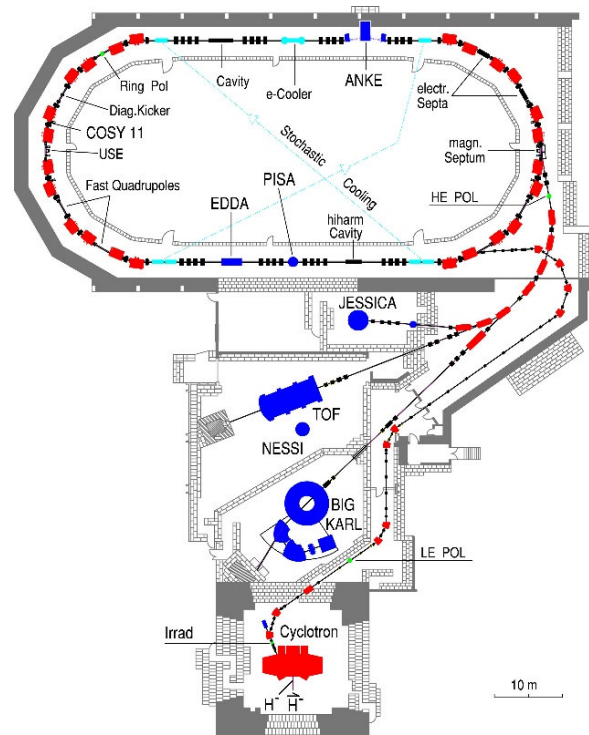 Ring Pol
Cavity
e-Cooler
ANKE
electr.
Septa
Diag.Kicker
COSY 11
USE
Stochastic
Cooling
magn.
Septum
Fast Quadrupoles
EDDA
PISA
hiharm
Cavity
HE POL
JESSICA
TOF
NESSI
BIG
KARL
LE POL
Irrad
Cyclotron
H⁻
H⁻
10 m